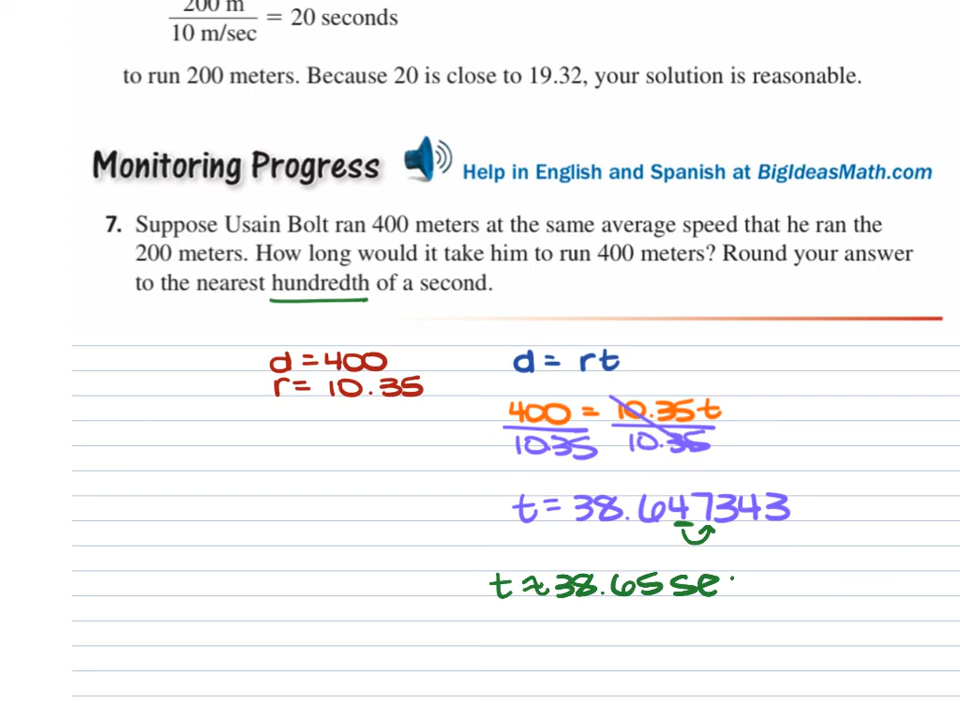 200 m
10 m/sec = 20 seconds
to run 200 meters. Because 20 is close to 19.32, your solution is reasonable.
Monitoring Progress
Help in English and Spanish at BigIdeasMath.com
7. Suppose Usain Bolt ran 400 meters at the same average speed that he ran the
200 meters. How long would it take him to run 400 meters? Round your answer
to the nearest hundredth of a second.
d = 400
r = 10.35
d = rt
400 = 10.35t
10.35 10.35
t = 38.647343
t ≈ 38.65 se